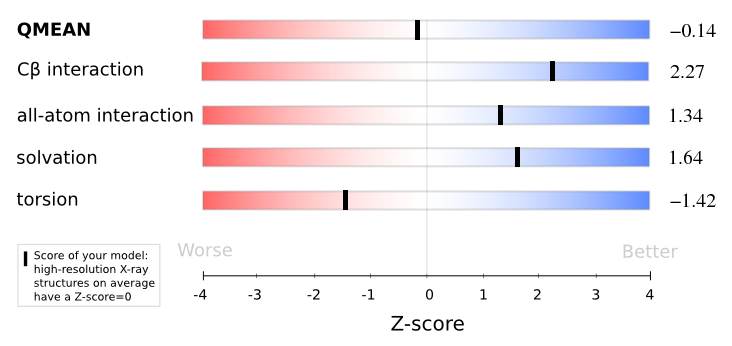 QMEAN −0.14
Cβ interaction 2.27
all-atom interaction 1.34
solvation 1.64
torsion −1.42
Worse Better
Score of your model:
high-resolution X-ray
structures on average
have a Z-score=0
-4 -3 -2 -1 0 1 2 3 4
Z-score